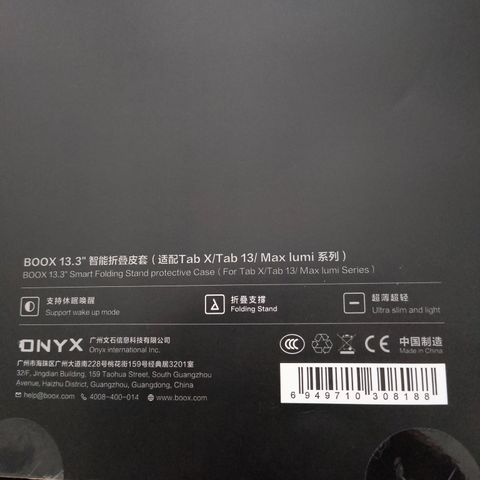 BOOX 13.3" 智能折叠皮套（适配Tab X/Tab 13/ Max lumi 系列）
BOOX 13.3" Smart Folding Stand protective Case ( For Tab X/Tab 13/ Max lumi Series )
支持休眠唤醒
Support wake up mode
折叠支撑
Folding Stand
超薄超轻
Ultra slim and light
ONYX
广州文石信息科技有限公司
Onyx international Inc.
广州市海珠区广州大道南228号桃花街159号经典居3201室
32/F, Jingdian Building, 159 Taohua Street, South Guangzhou
Avenue, Haizhu District, Guangzhou, Guangdong, China
help@boox.com
4008-400-014
www.boox.com
CCC
CE
中国制造
Made in China
6 949710 308188